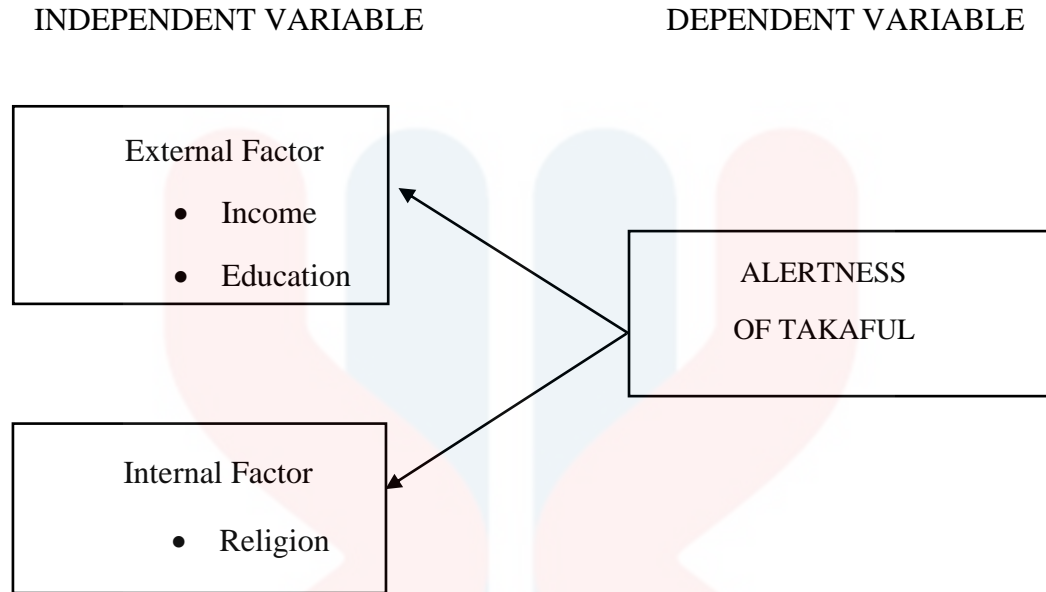 INDEPENDENT VARIABLE
DEPENDENT VARIABLE
External Factor
• Income
• Education
ALERTNESS
OF TAKAFUL
Internal Factor
• Religion